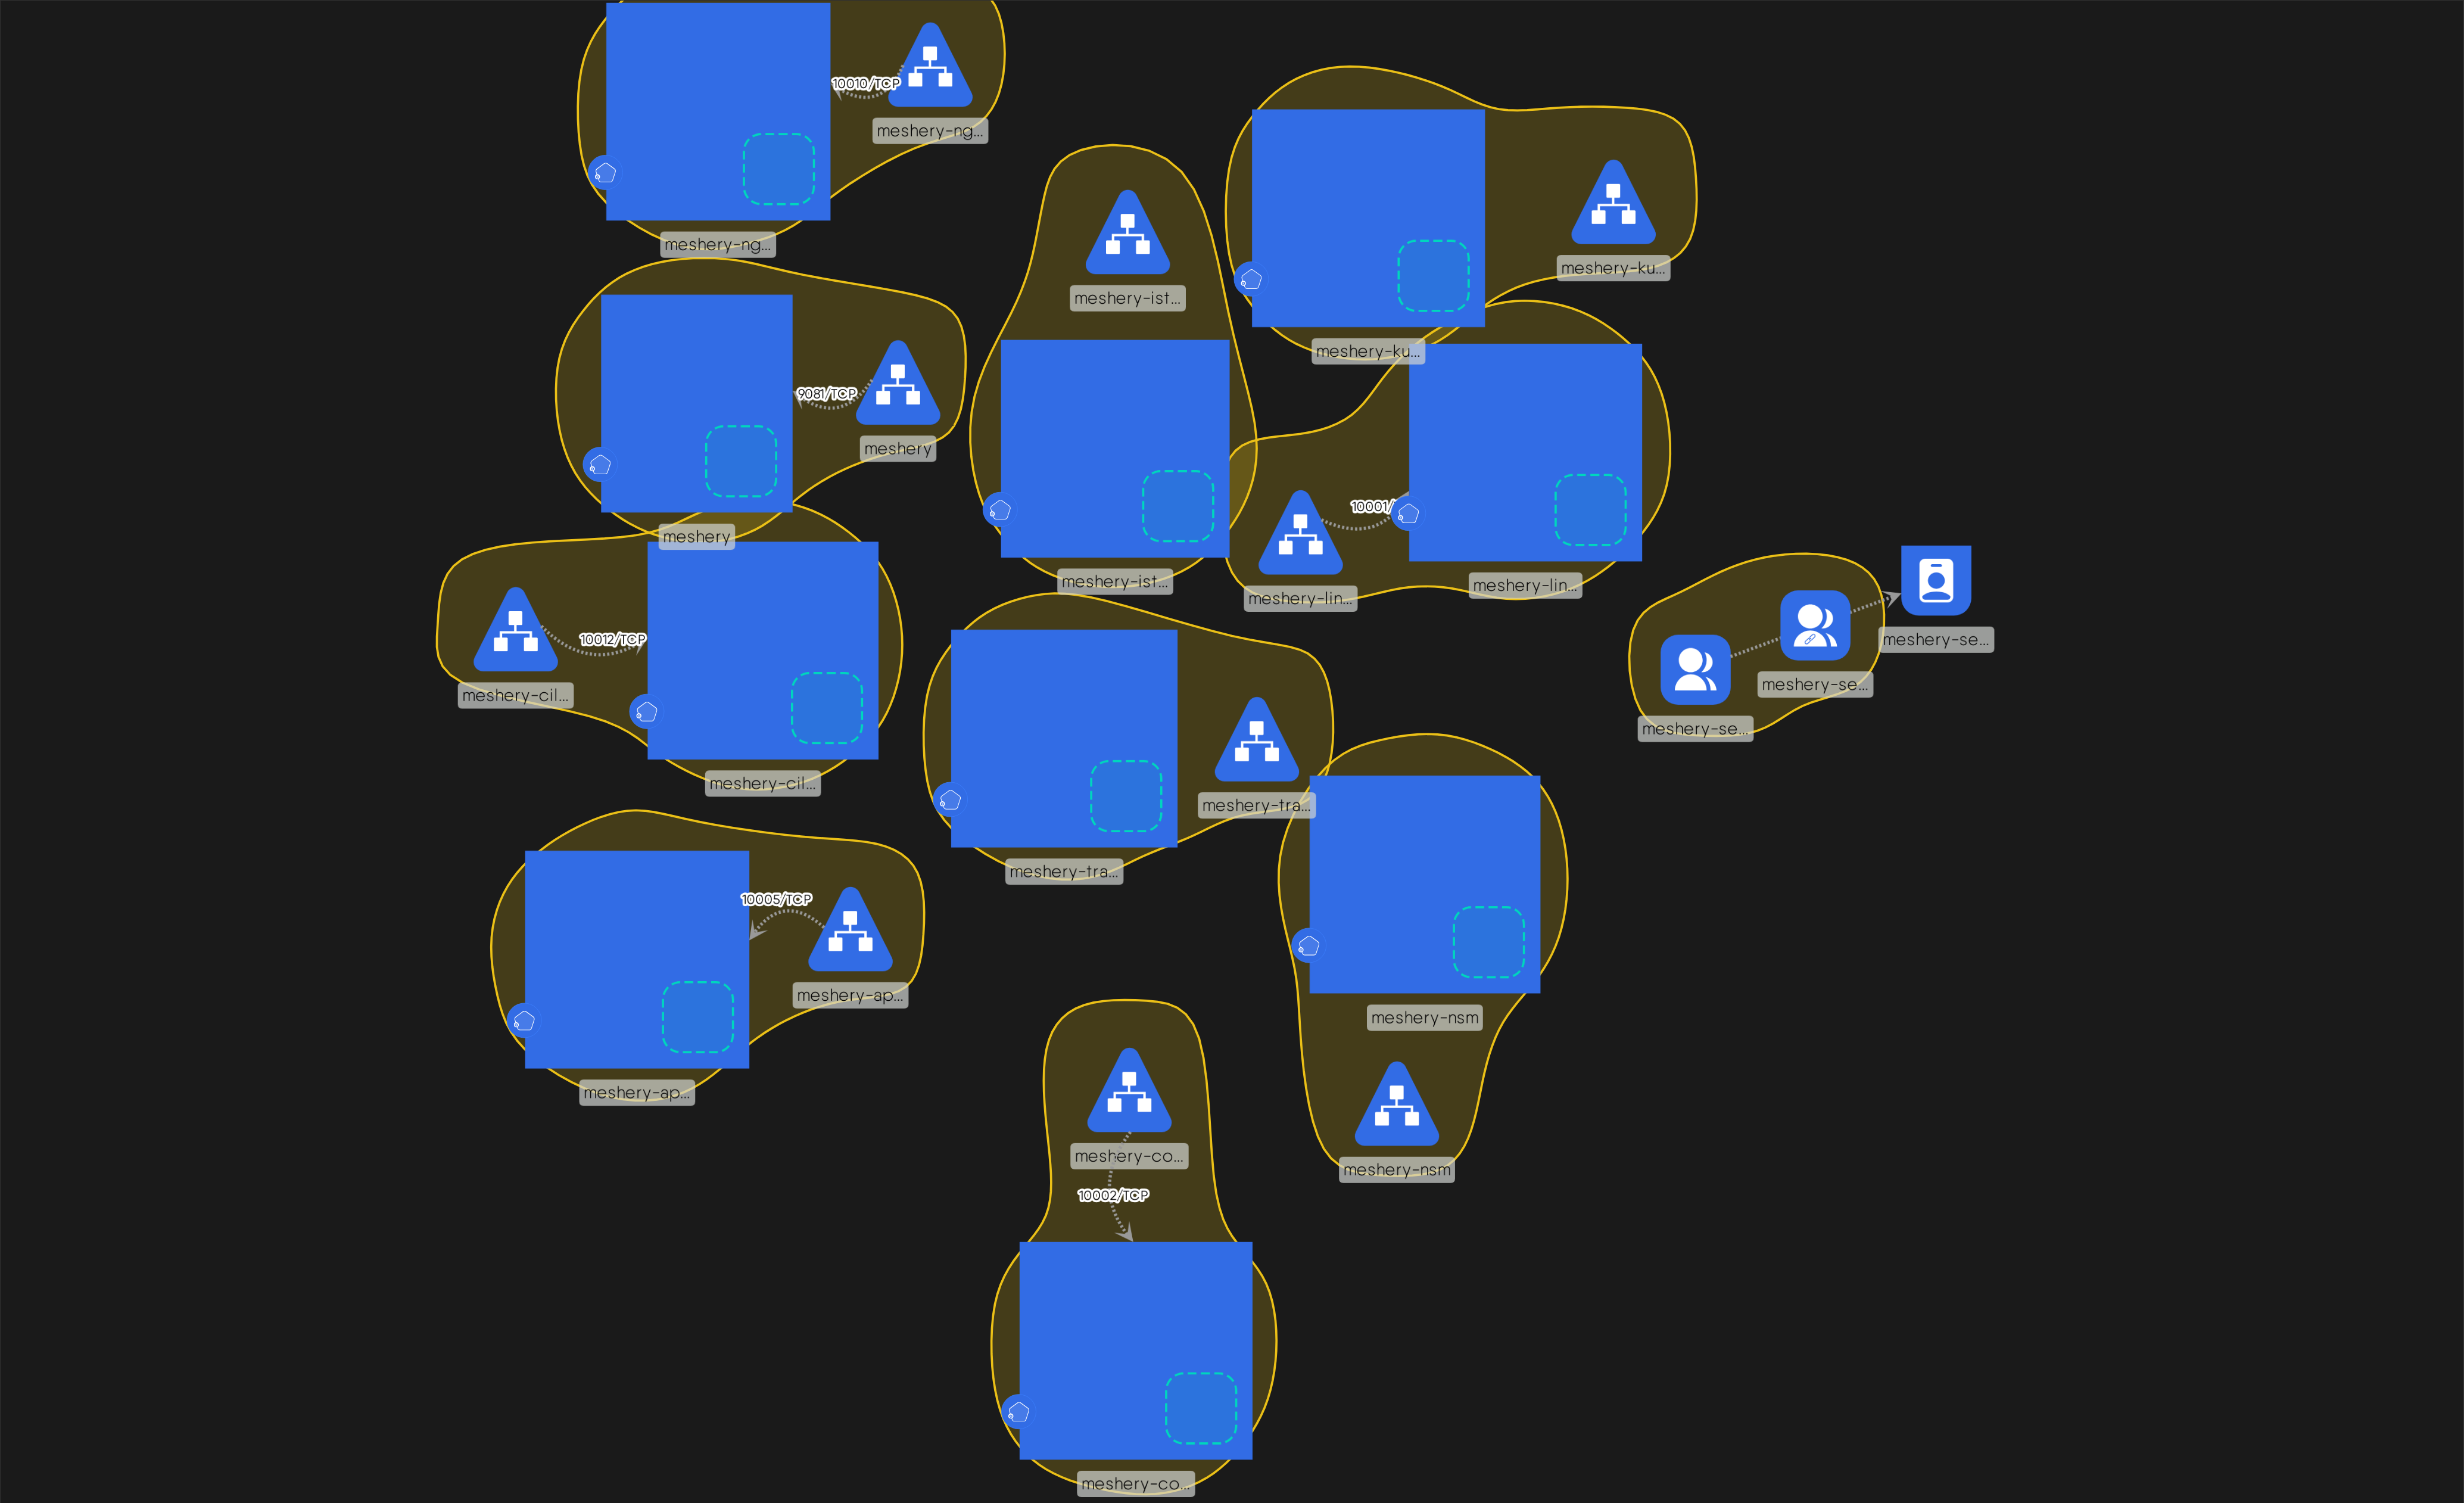 10010/TCP
meshery-ng...
meshery-ng...
meshery-ist...
meshery-ku...
meshery-ku...
9081/TCP
meshery
meshery
10001/
meshery-ist...
meshery-lin...
meshery-lin...
10012/TCP
meshery-cil...
meshery-cil...
meshery-se...
meshery-se...
meshery-se...
meshery-tra...
meshery-tra...
10005/TCP
meshery-ap...
meshery-ap...
meshery-nsm
meshery-nsm
meshery-co...
10002/TCP
meshery-co...